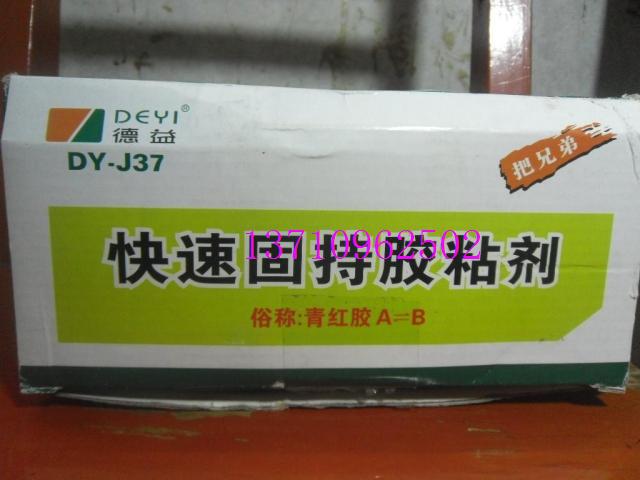 DEYI®
德益
DY-J37
把兄弟
快速固持胶粘剂
13710962502
俗称:青红胶 A⇌B